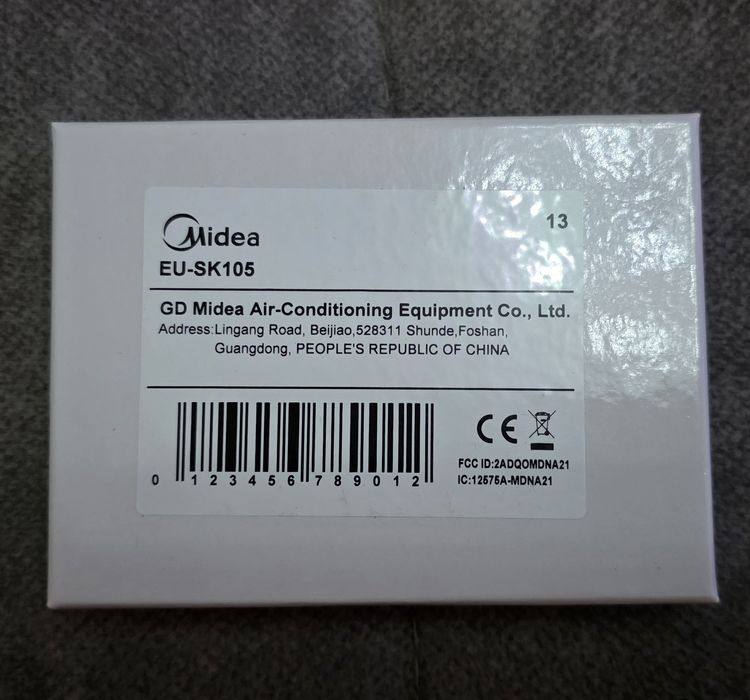 Midea
13
EU-SK105
GD Midea Air-Conditioning Equipment Co., Ltd.
Address:Lingang Road, Beijiao,528311 Shunde,Foshan,
Guangdong, PEOPLE'S REPUBLIC OF CHINA
CE
FCC ID:2ADQOMDNA21
IC:12575A-MDNA21
0 123456 789012